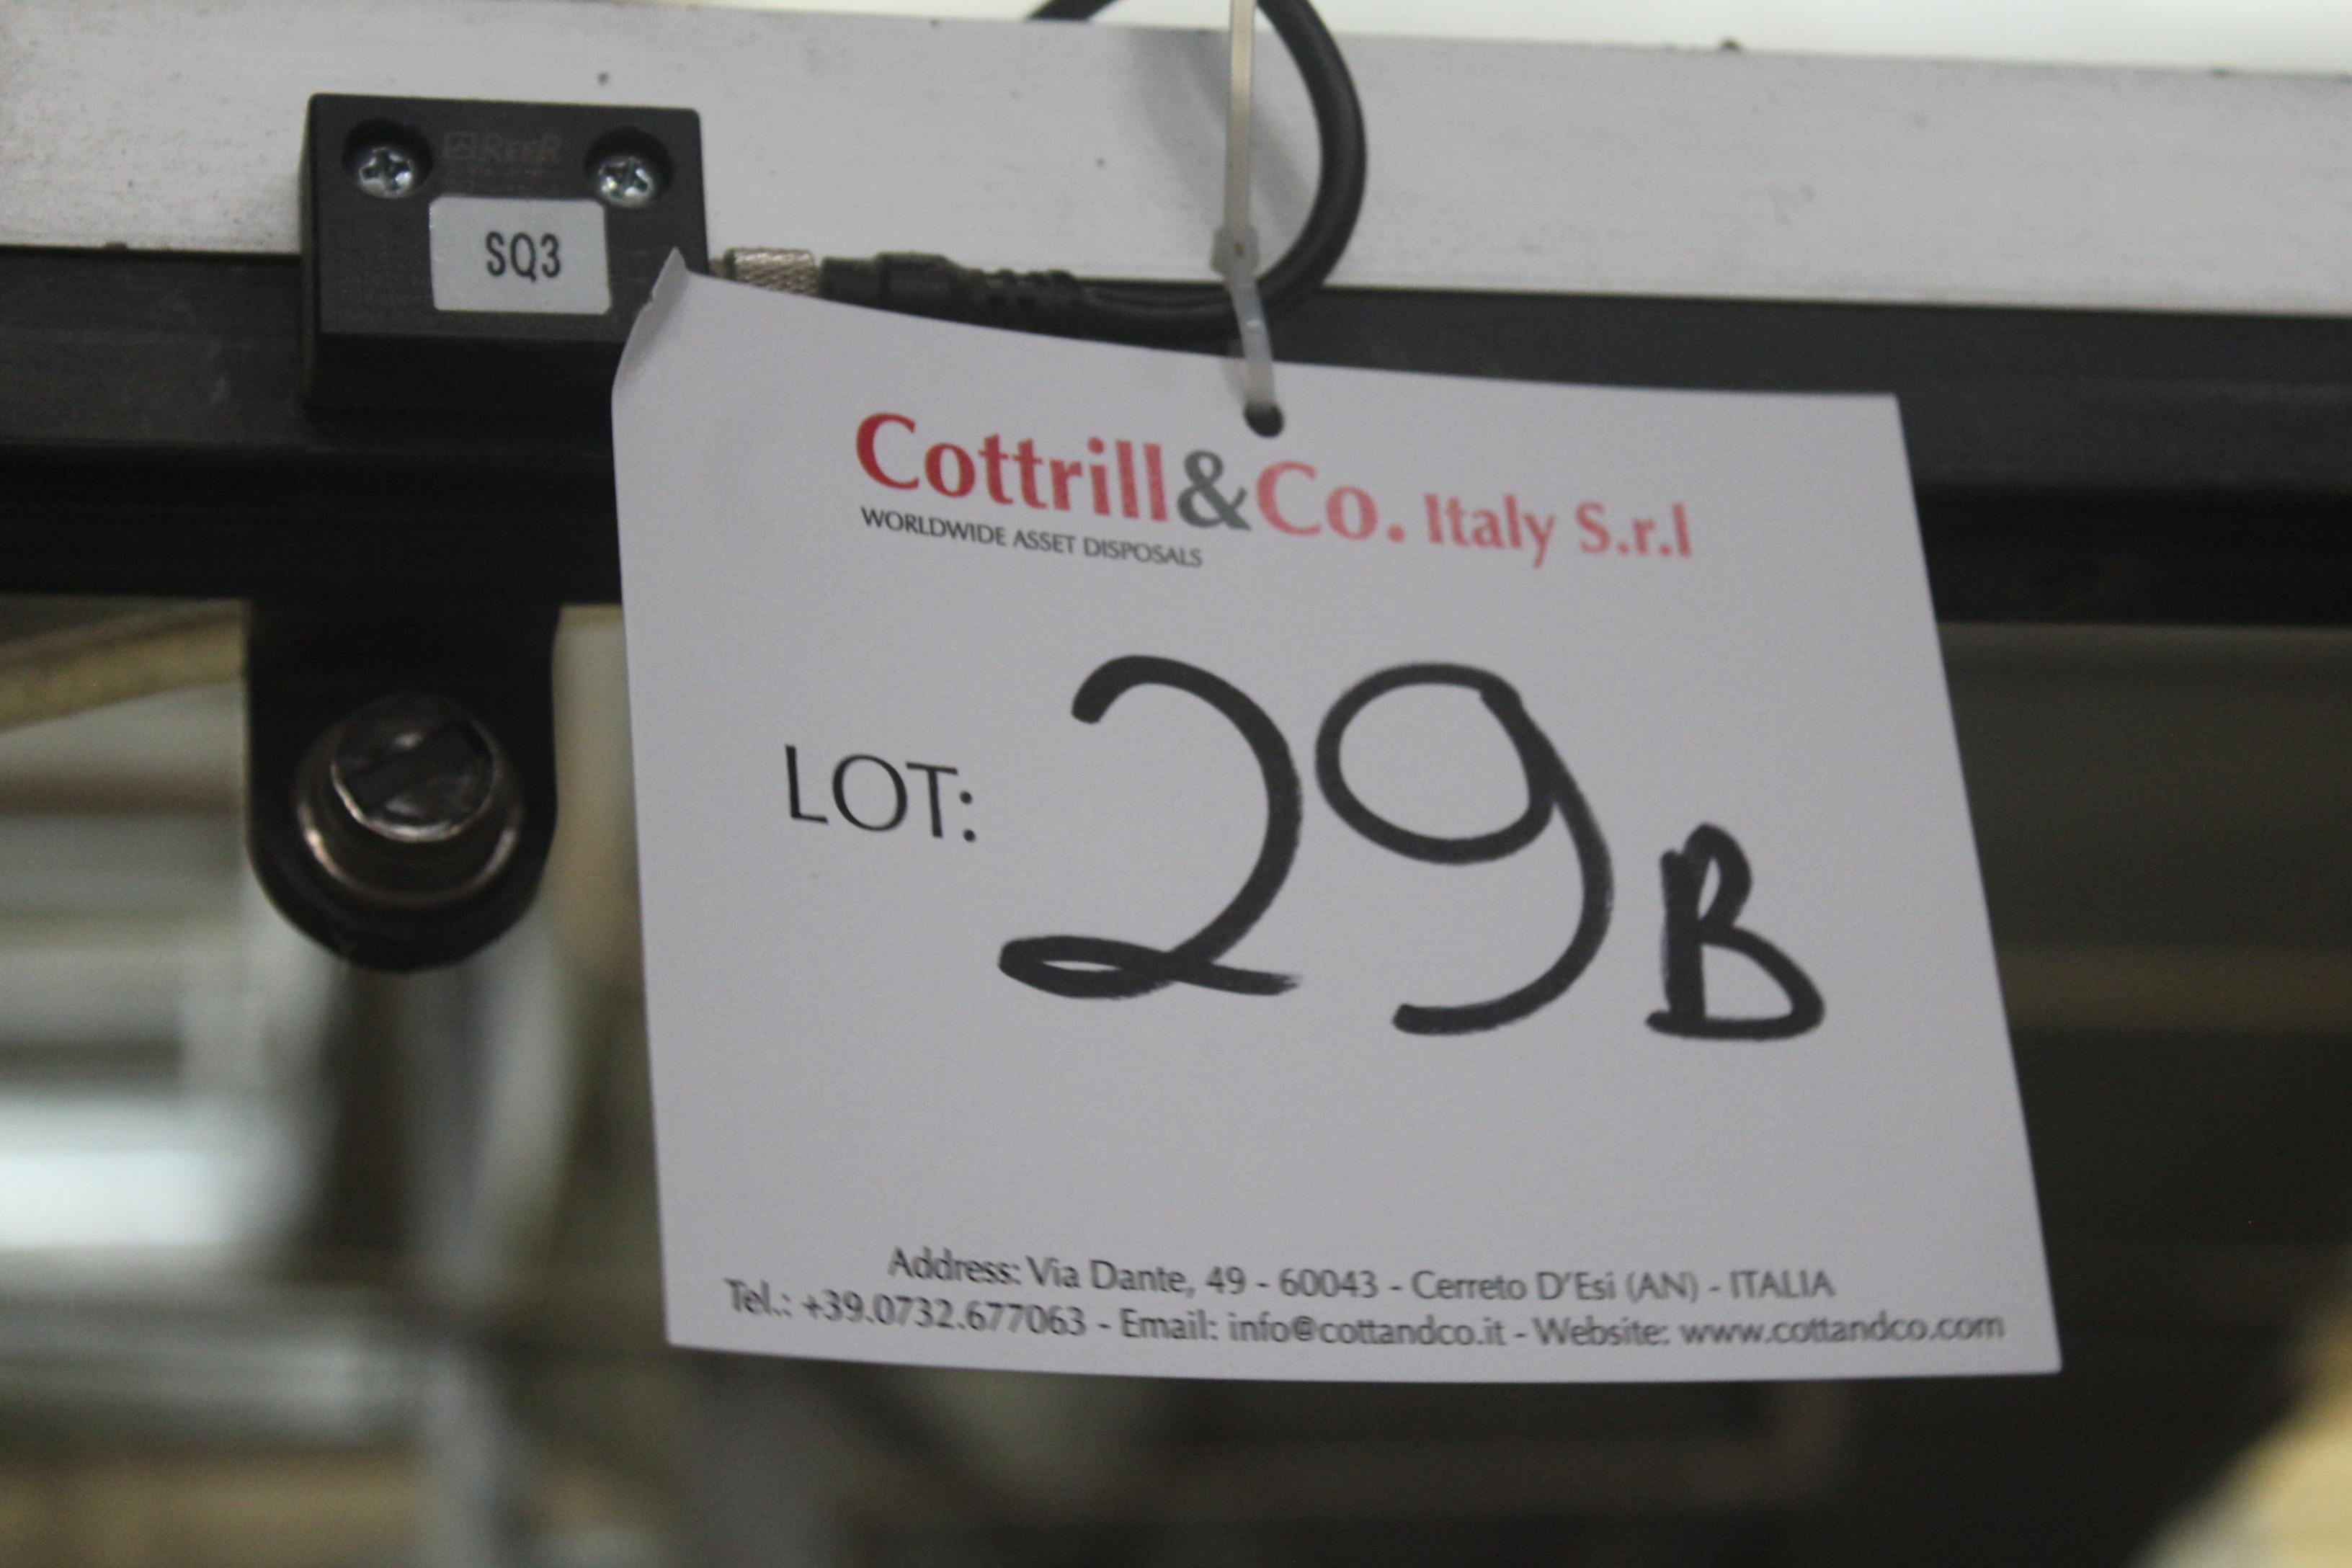 REER
SQ3
Cottrill&Co. Italy S.r.l
WORLDWIDE ASSET DISPOSALS
LOT: 29B
Address: Via Dante, 49 - 60043 - Cerreto D'Esi (AN) - ITALIA
Tel.: +39.0732.677063 - Email: info@cottandco.it - Website: www.cottandco.com